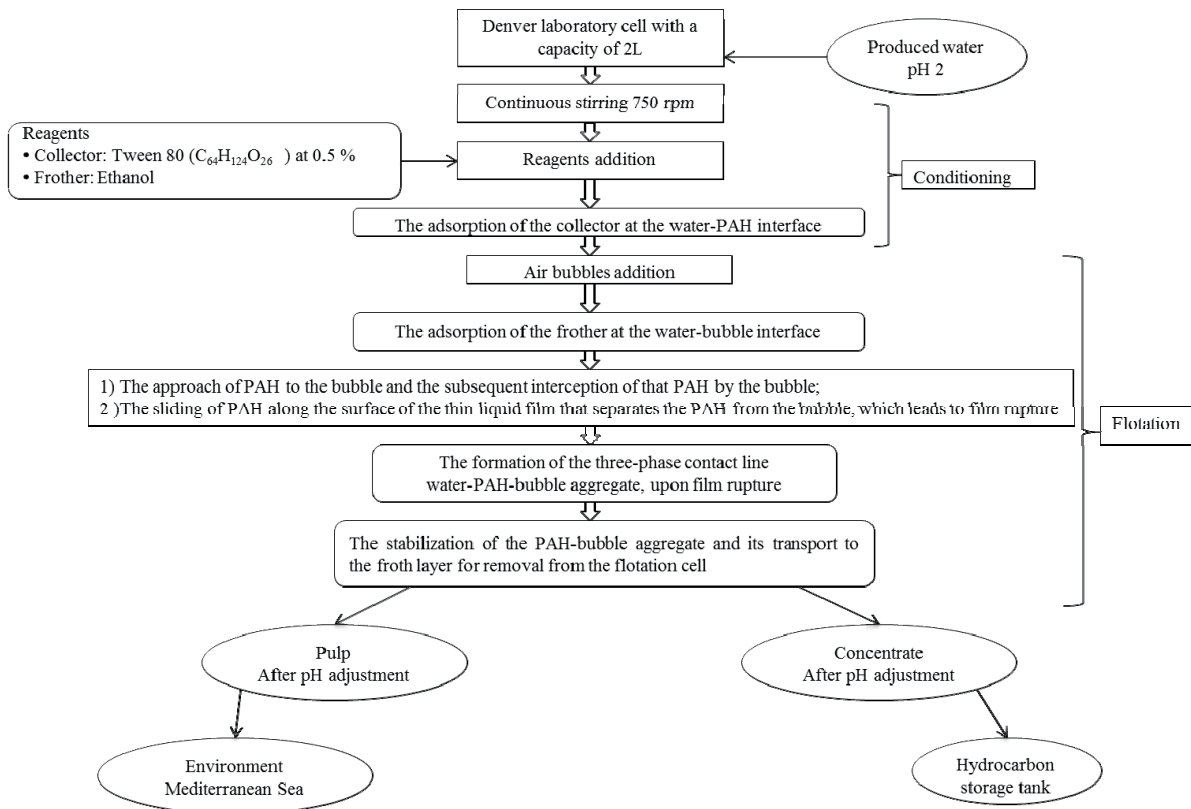 Denver laboratory cell with a
capacity of 2L
Produced water
pH 2
Continuous stirring 750 rpm
Reagents
• Collector: Tween 80 (C₆₄H₁₂₄O₂₆ ) at 0.5 %
• Frother: Ethanol
Reagents addition
Conditioning
The adsorption of the collector at the water-PAH interface
Air bubbles addition
The adsorption of the frother at the water-bubble interface
1) The approach of PAH to the bubble and the subsequent interception of that PAH by the bubble;
2 )The sliding of PAH along the surface of the thin liquid film that separates the PAH from the bubble, which leads to film rupture
Flotation
The formation of the three-phase contact line
water-PAH-bubble aggregate, upon film rupture
The stabilization of the PAH-bubble aggregate and its transport to
the froth layer for removal from the flotation cell
Pulp
After pH adjustment
Concentrate
After pH adjustment
Environment
Mediterranean Sea
Hydrocarbon
storage tank